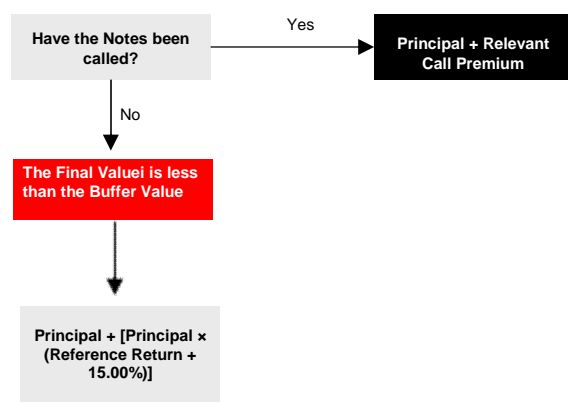 Have the Notes been
called?
Yes
Principal + Relevant
Call Premium
No
The Final Valuei is less
than the Buffer Value
Principal + [Principal ×
(Reference Return +
15.00%)]